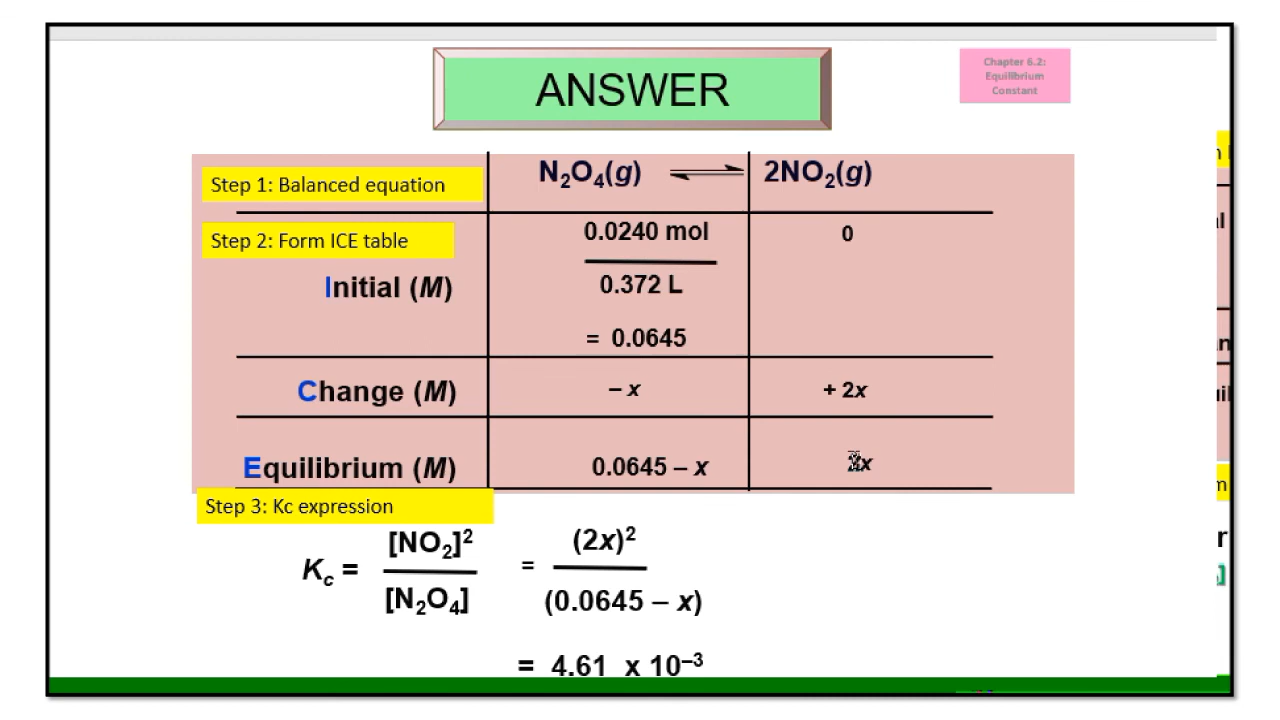 ANSWER
Chapter 6.2:
Equilibrium
Constant
Step 1: Balanced equation
N₂O₄(g) ⇌ 2NO₂(g)
Step 2: Form ICE table
0.0240 mol
0
Initial (M)
0.372 L
= 0.0645
Change (M)
– x
+ 2x
Equilibrium (M)
0.0645 – x
2x
Step 3: Kc expression
[NO₂]²
(2x)²
K꜀ =
=
[N₂O₄]
(0.0645 – x)
= 4.61 x 10⁻³